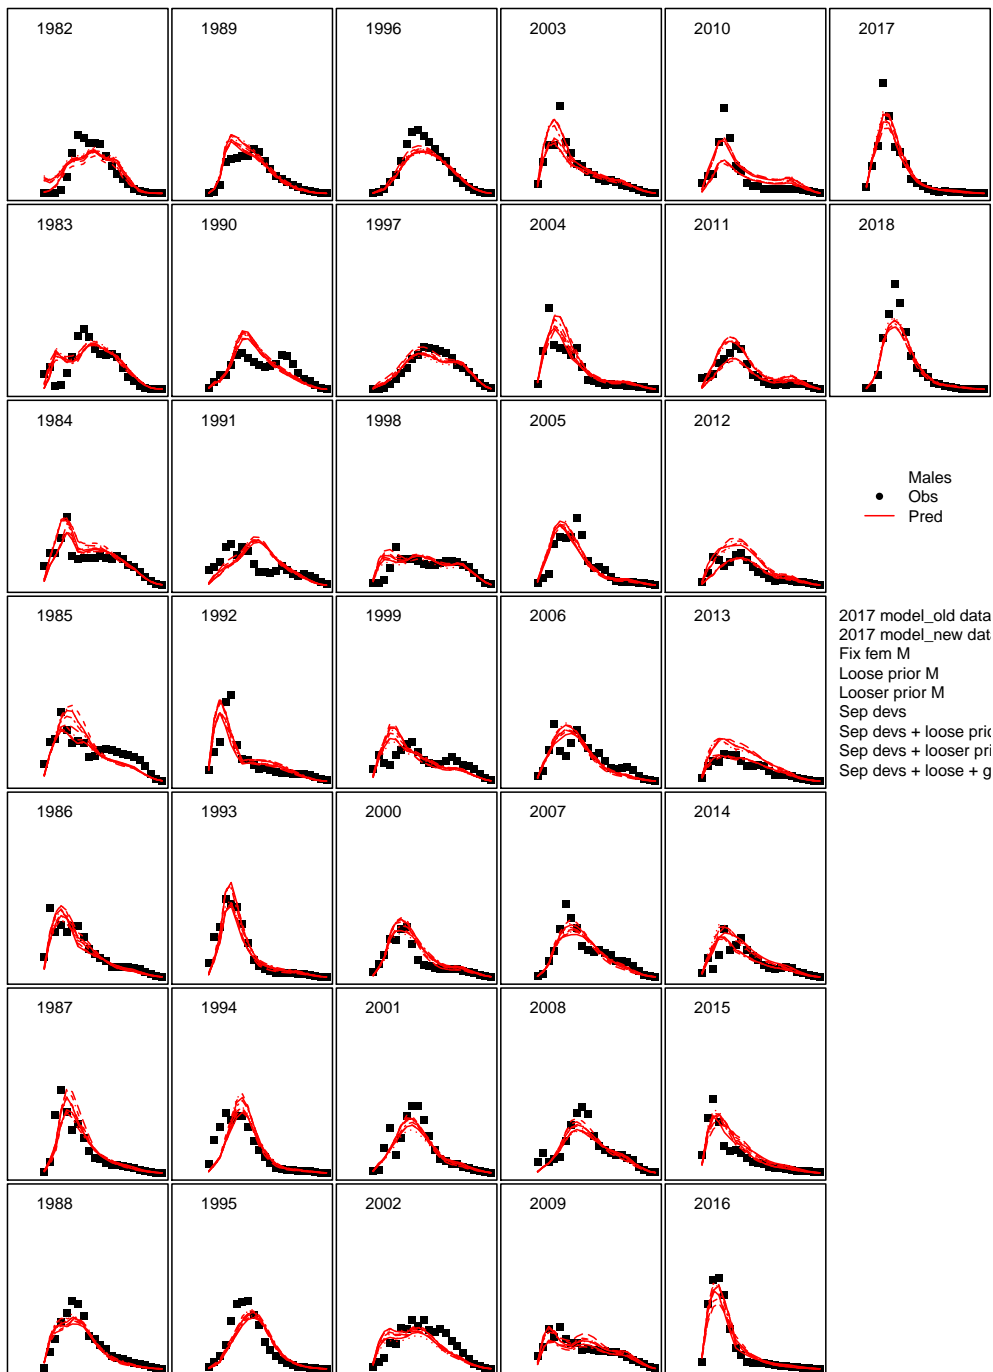 1982 1989 1996 2003 2010 2017
1983 1990 1997 2004 2011 2018
1984 1991 1998 2005 2012
Males
Obs
Pred
1985 1992 1999 2006 2013
2017 model_old data
2017 model_new dat
Fix fem M
Loose prior M
Looser prior M
Sep devs
Sep devs + loose prio
Sep devs + looser pri
Sep devs + loose + g
1986 1993 2000 2007 2014
1987 1994 2001 2008 2015
1988 1995 2002 2009 2016